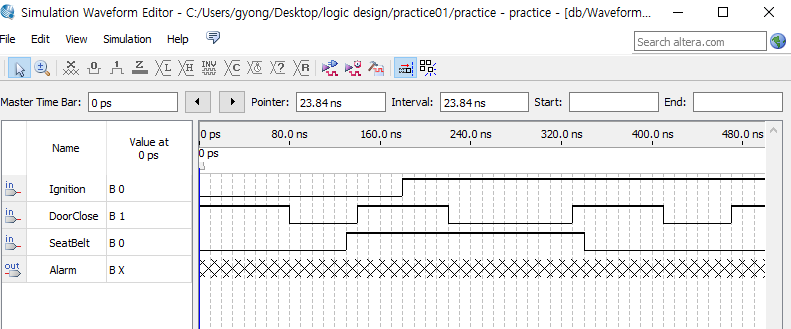 Simulation Waveform Editor - C:/Users/gyong/Desktop/logic design/practice01/practice - practice - [db/Waveform...
File Edit View Simulation Help Search altera.com
Master Time Bar: 0 ps Pointer: 23.84 ns Interval: 23.84 ns Start: End:
Name Value at 0 ps 0 ps 80.0 ns 160.0 ns 240.0 ns 320.0 ns 400.0 ns 480.0 ns
0 ps
in Ignition B 0
in DoorClose B 1
in SeatBelt B 0
out Alarm B X